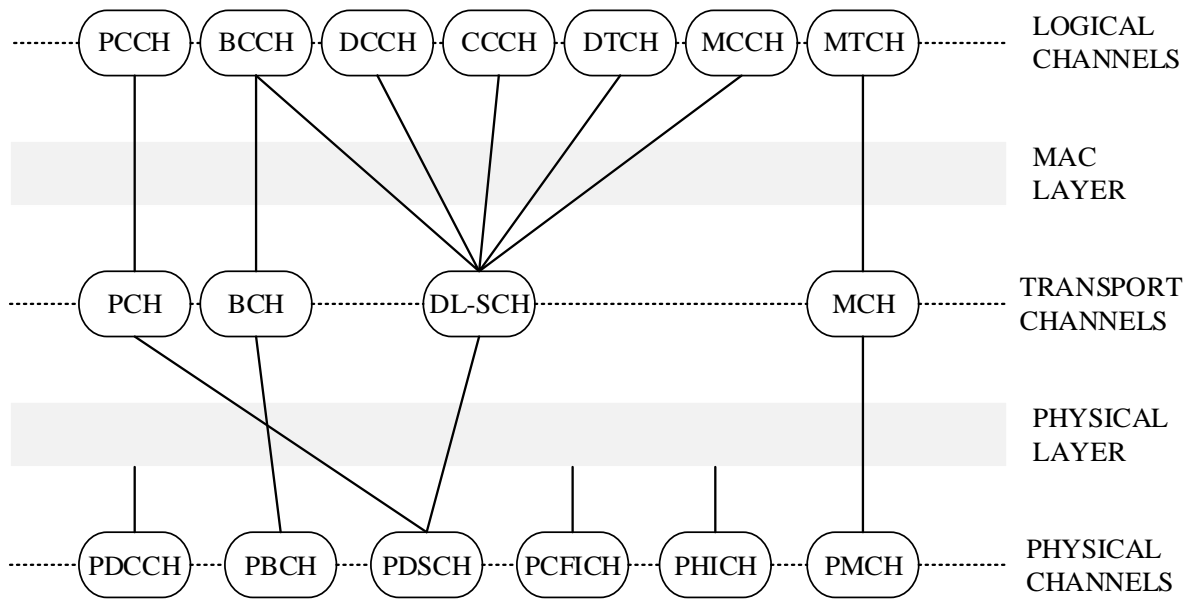 PCCH BCCH DCCH CCCH DTCH MCCH MTCH
LOGICAL
CHANNELS
MAC
LAYER
PCH BCH DL-SCH MCH
TRANSPORT
CHANNELS
PHYSICAL
LAYER
PDCCH PBCH PDSCH PCFICH PHICH PMCH
PHYSICAL
CHANNELS